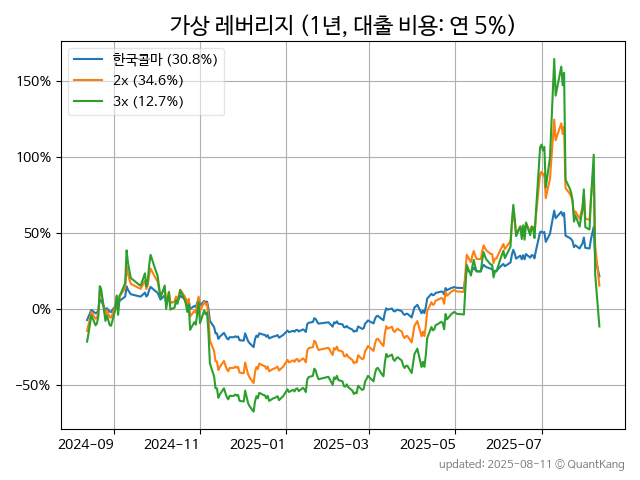 가상 레버리지 (1년, 대출 비용: 연 5%)
한국콜마 (30.8%)
2x (34.6%)
3x (12.7%)
150%
100%
50%
0%
−50%
2024-09
2024-11
2025-01
2025-03
2025-05
2025-07
updated: 2025-08-11 © QuantKang